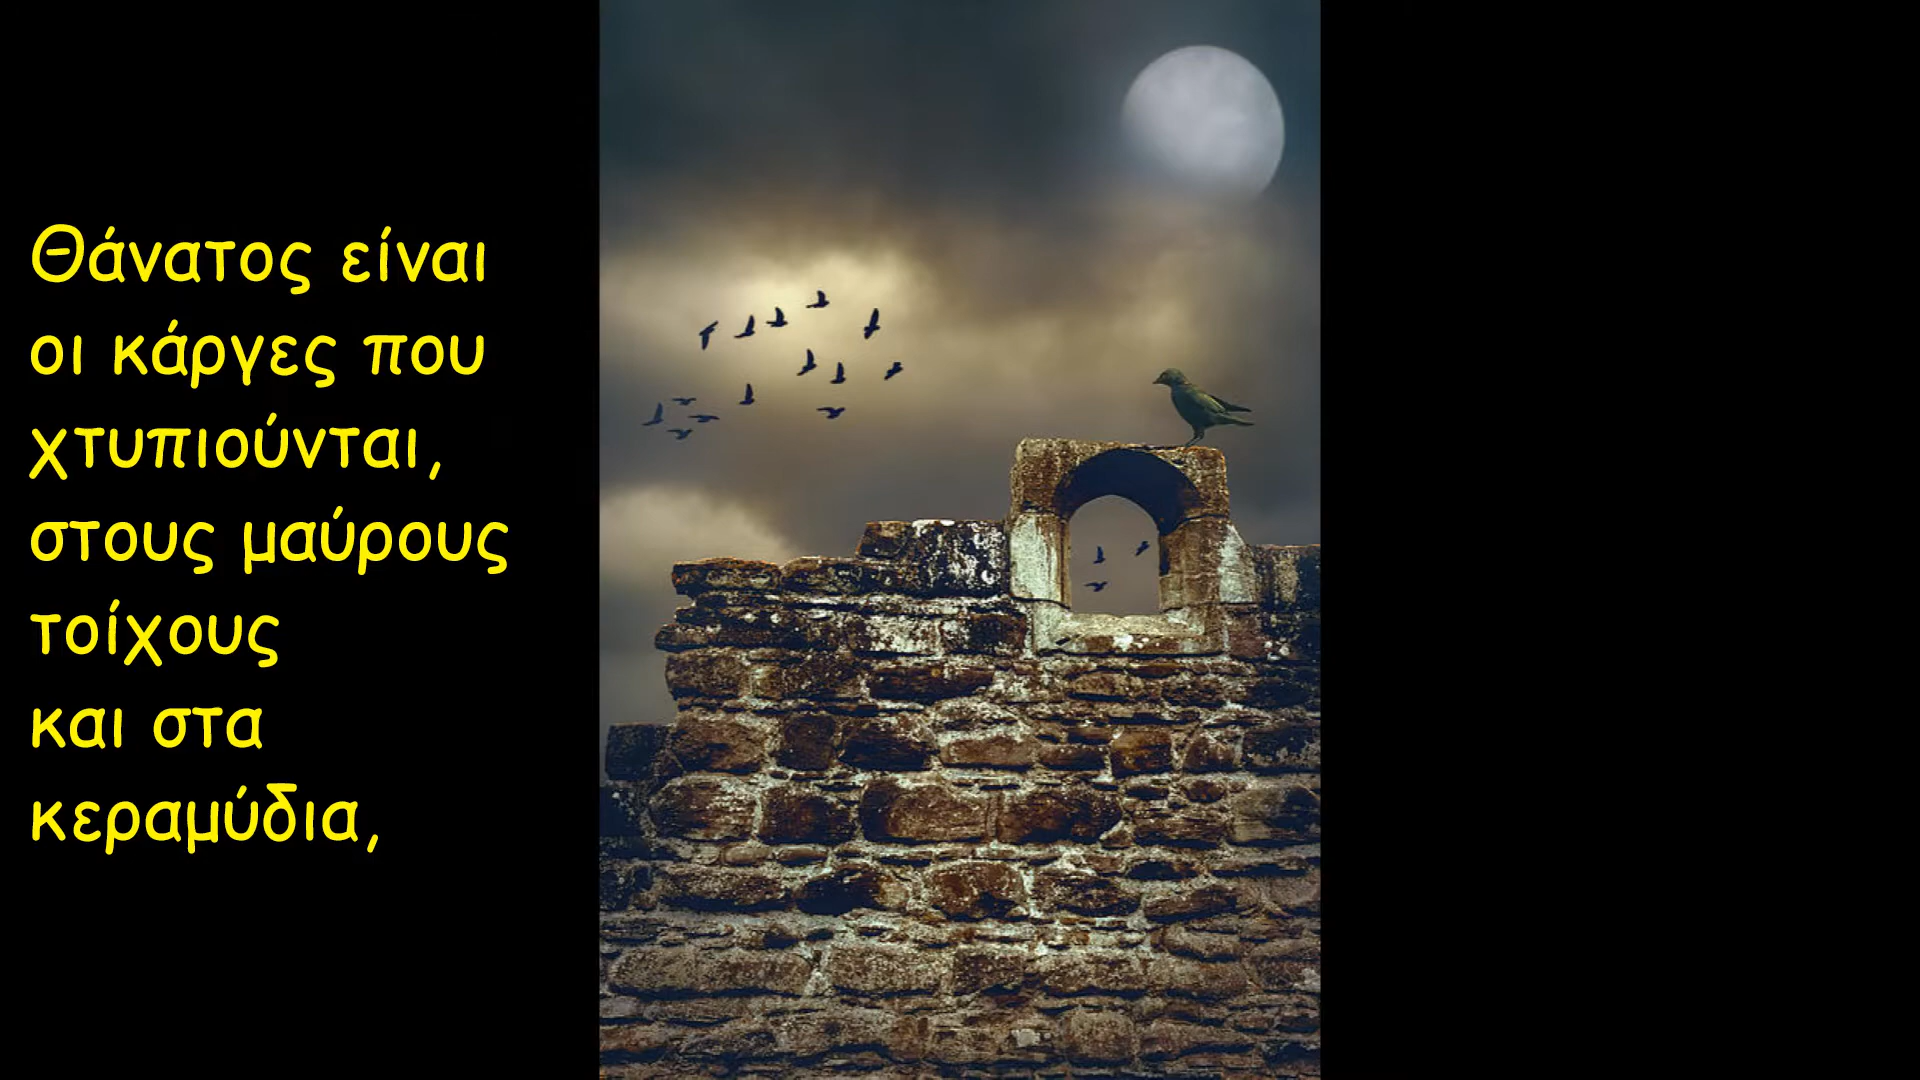 Θάνατος είναι
οι κάργες που
χτυπιούνται,
στους μαύρους
τοίχους
και στα
κεραμύδια,